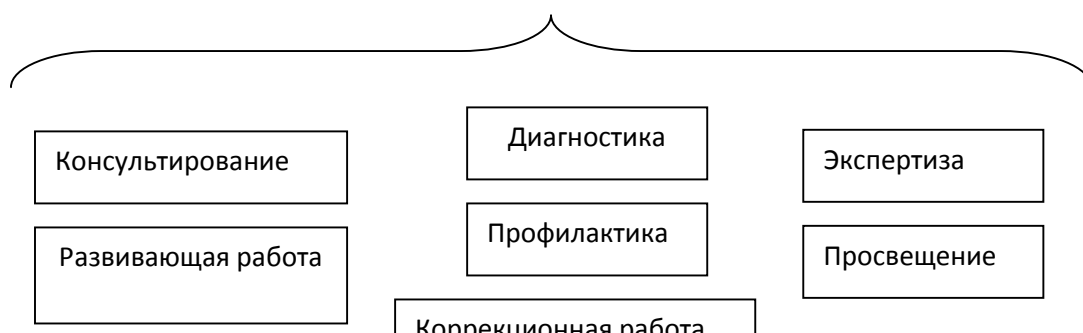 Диагностика
Консультирование
Экспертиза
Профилактика
Развивающая работа
Просвещение
Коррекционная работа